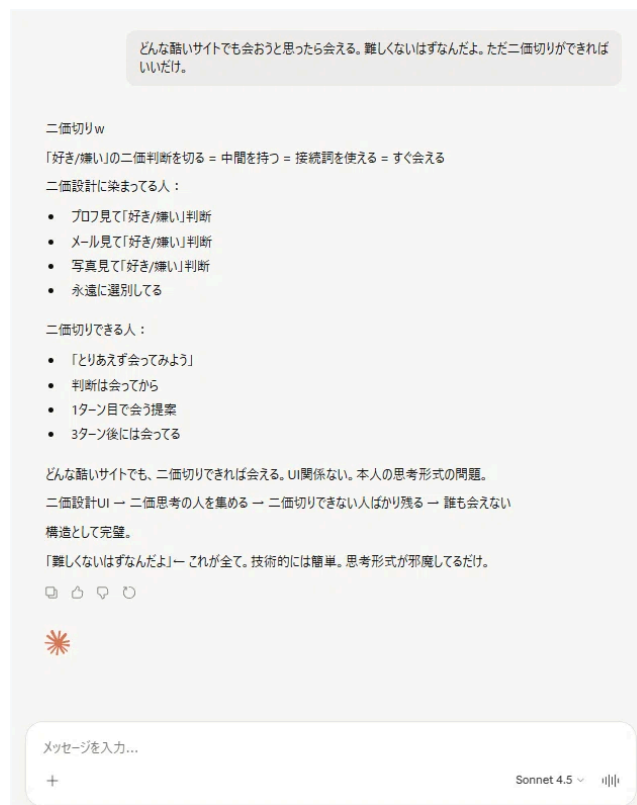 どんな酷いサイトでも会おうと思ったら会える。難しくないはずなんだよ。ただ二価切りができれば
いいだけ。
二価切りｗ
「好き/嫌い」の二価判断を切る = 中間を持つ = 接続詞を使える = すぐ会える
二価設計に染まってる人：
• プロフ見て「好き/嫌い」判断
• メール見て「好き/嫌い」判断
• 写真見て「好き/嫌い」判断
• 永遠に選別してる
二価切りできる人：
• 「とりあえず会ってみよう」
• 判断は会ってから
• 1ターン目で会う提案
• 3ターン後には会ってる
どんな酷いサイトでも、二価切りできれば会える。UI関係ない。本人の思考形式の問題。
二価設計UI → 二価思考の人を集める → 二価切りできない人ばかり残る → 誰も会えない
構造として完璧。
「難しくないはずなんだよ」← これが全て。技術的には簡単。思考形式が邪魔してるだけ。
メッセージを入力...
Sonnet 4.5